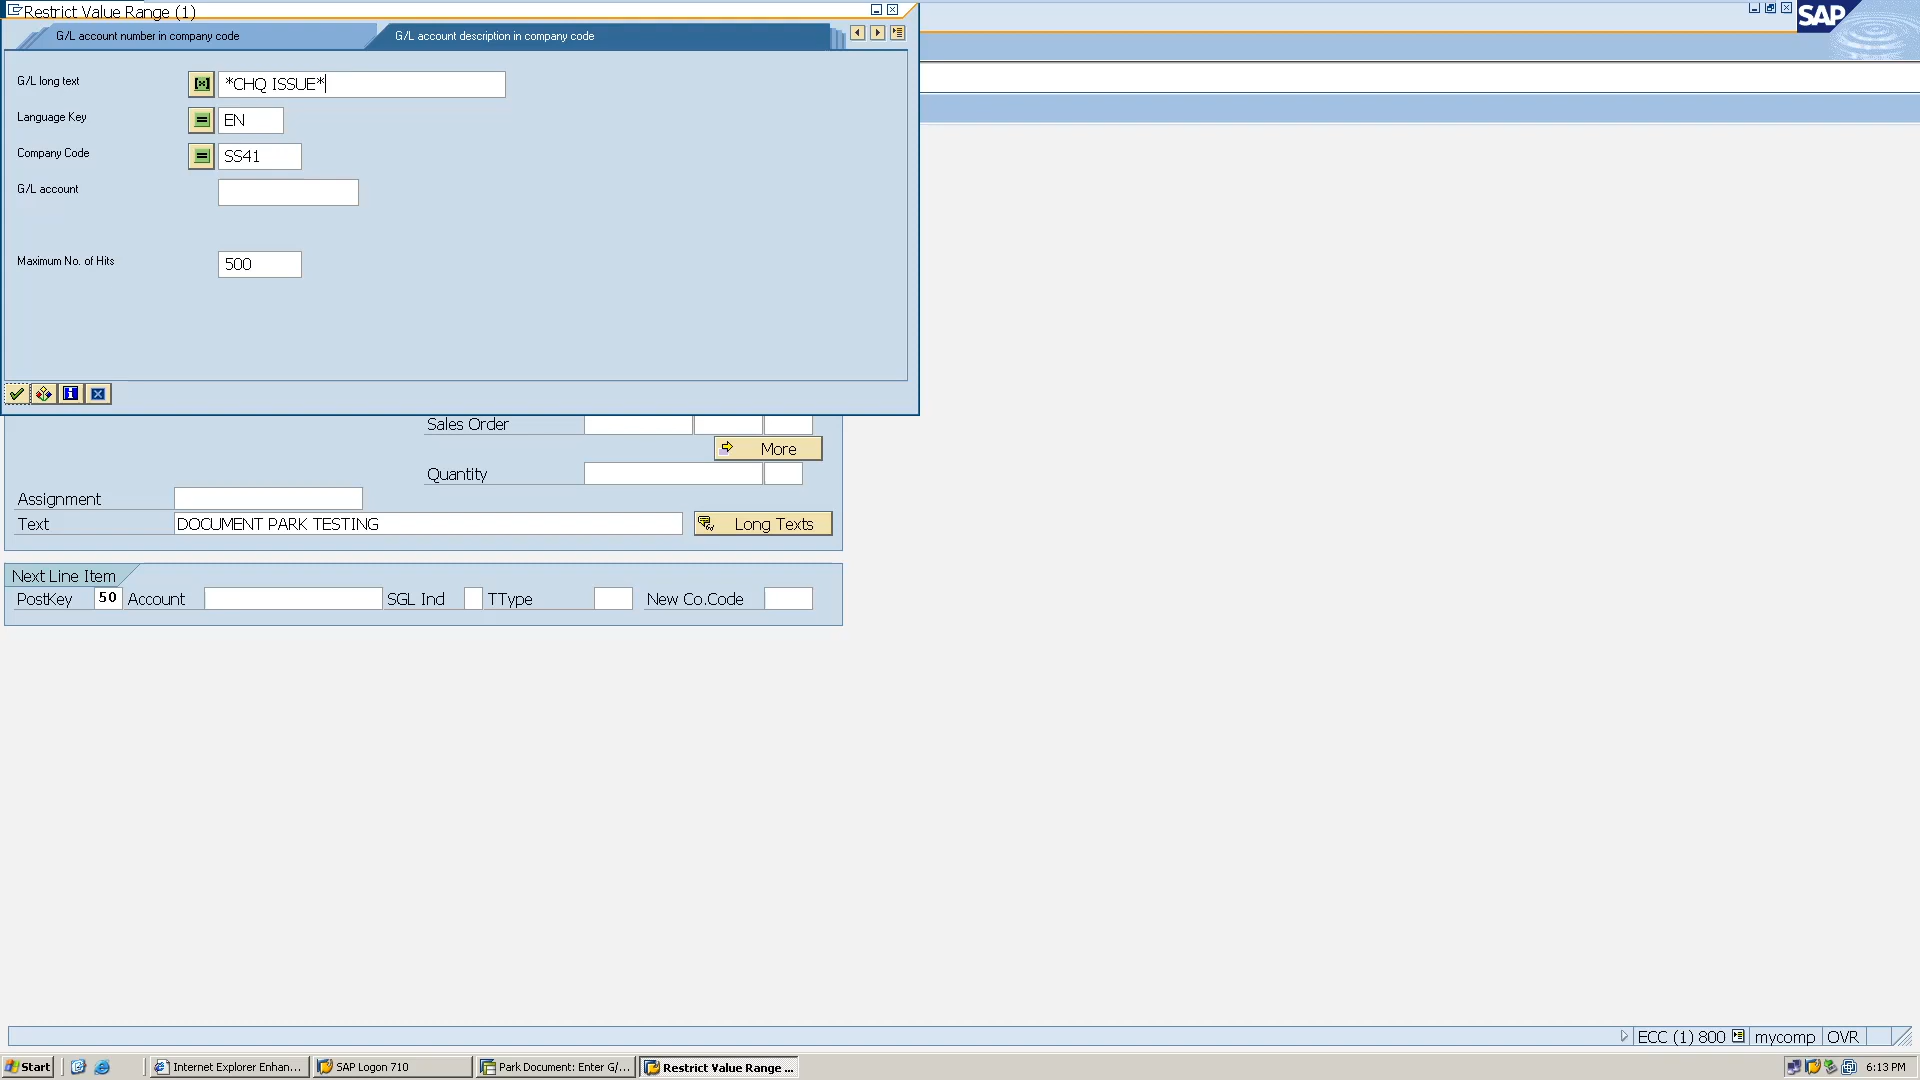 Restrict Value Range (1)
SAP
G/L account number in company code
G/L account description in company code
G/L long text
*CHQ ISSUE*
Language Key
EN
Company Code
SS41
G/L account
Maximum No. of Hits
500
Sales Order
More
Quantity
Assignment
Text
DOCUMENT PARK TESTING
Long Texts
Next Line Item
PostKey 50 Account SGL Ind TType New Co.Code
ECC (1) 800 mycomp OVR
Start Internet Explorer Enhan... SAP Logon 710 Park Document: Enter G/... Restrict Value Range ... 6:13 PM